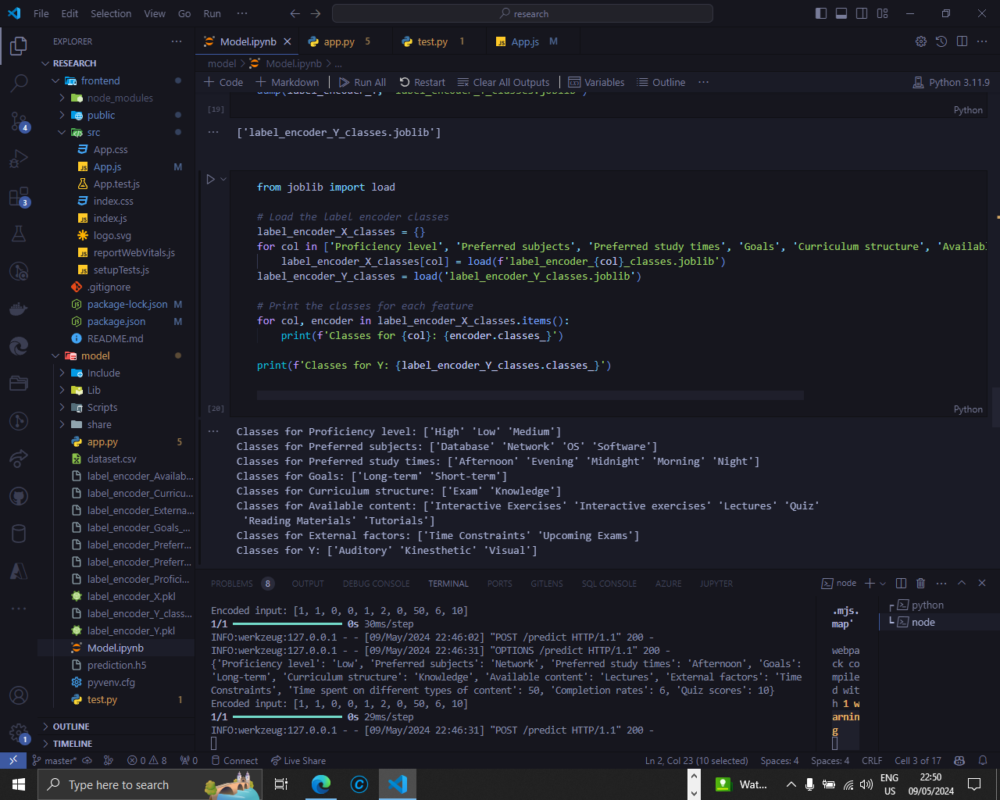 File Edit Selection View Go Run ··· research
EXPLORER ···
RESEARCH
frontend
node_modules
public
src
App.css
App.js M
App.test.js
index.css
index.js
logo.svg
reportWebVitals.js
setupTests.js
.gitignore
package-lock.json M
package.json M
README.md
model
Include
Lib
Scripts
share
app.py 5
dataset.csv
label_encoder_Availab...
label_encoder_Curricu...
label_encoder_Externa...
label_encoder_Goals_...
label_encoder_Preferr...
label_encoder_Preferr...
label_encoder_Profici...
label_encoder_X.pkl
label_encoder_Y_class...
label_encoder_Y.pkl
Model.ipynb
prediction.h5
pyvenv.cfg
test.py 1
OUTLINE
TIMELINE
4
3
1
Model.ipynb app.py 5 test.py 1 App.js M
model > Model.ipynb > ...
Code Markdown Run All Restart Clear All Outputs Variables Outline ··· Python 3.11.9
dump(label_encoder_Y, 'label_encoder_Y_classes.joblib')
[19] Python
['label_encoder_Y_classes.joblib']
from joblib import load
# Load the label encoder classes
label_encoder_X_classes = {}
for col in ['Proficiency level', 'Preferred subjects', 'Preferred study times', 'Goals', 'Curriculum structure', 'Availabl
label_encoder_X_classes[col] = load(f'label_encoder_{col}_classes.joblib')
label_encoder_Y_classes = load('label_encoder_Y_classes.joblib')
# Print the classes for each feature
for col, encoder in label_encoder_X_classes.items():
print(f'Classes for {col}: {encoder.classes_}')
print(f'Classes for Y: {label_encoder_Y_classes.classes_}')
[20] Python
Classes for Proficiency level: ['High' 'Low' 'Medium']
Classes for Preferred subjects: ['Database' 'Network' 'OS' 'Software']
Classes for Preferred study times: ['Afternoon' 'Evening' 'Midnight' 'Morning' 'Night']
Classes for Goals: ['Long-term' 'Short-term']
Classes for Curriculum structure: ['Exam' 'Knowledge']
Classes for Available content: ['Interactive Exercises' 'Interactive exercises' 'Lectures' 'Quiz'
'Reading Materials' 'Tutorials']
Classes for External factors: ['Time Constraints' 'Upcoming Exams']
Classes for Y: ['Auditory' 'Kinesthetic' 'Visual']
PROBLEMS 8 OUTPUT DEBUG CONSOLE TERMINAL PORTS GITLENS SQL CONSOLE AZURE JUPYTER node
Encoded input: [1, 1, 0, 0, 1, 2, 0, 50, 6, 10]
1/1 0s 30ms/step
INFO:werkzeug:127.0.0.1 - - [09/May/2024 22:46:02] "POST /predict HTTP/1.1" 200 -
INFO:werkzeug:127.0.0.1 - - [09/May/2024 22:46:31] "OPTIONS /predict HTTP/1.1" 200 -
{'Proficiency level': 'Low', 'Preferred subjects': 'Network', 'Preferred study times': 'Afternoon', 'Goals':
'Long-term', 'Curriculum structure': 'Knowledge', 'Available content': 'Lectures', 'External factors': 'Time
Constraints', 'Time spent on different types of content': 50, 'Completion rates': 6, 'Quiz scores': 10}
Encoded input: [1, 1, 0, 0, 1, 2, 0, 50, 6, 10]
1/1 0s 29ms/step
INFO:werkzeug:127.0.0.1 - - [09/May/2024 22:46:31] "POST /predict HTTP/1.1" 200 -
.mjs.
map'
webpa
ck co
mpile
d wit
h 1 w
arnin
g
python
node
master* 0 8 0 Connect Live Share Ln 2, Col 23 (10 selected) Spaces: 4 Spaces: 4 CRLF Cell 3 of 17
Type here to search Wat... ENG US 22:50 09/05/2024